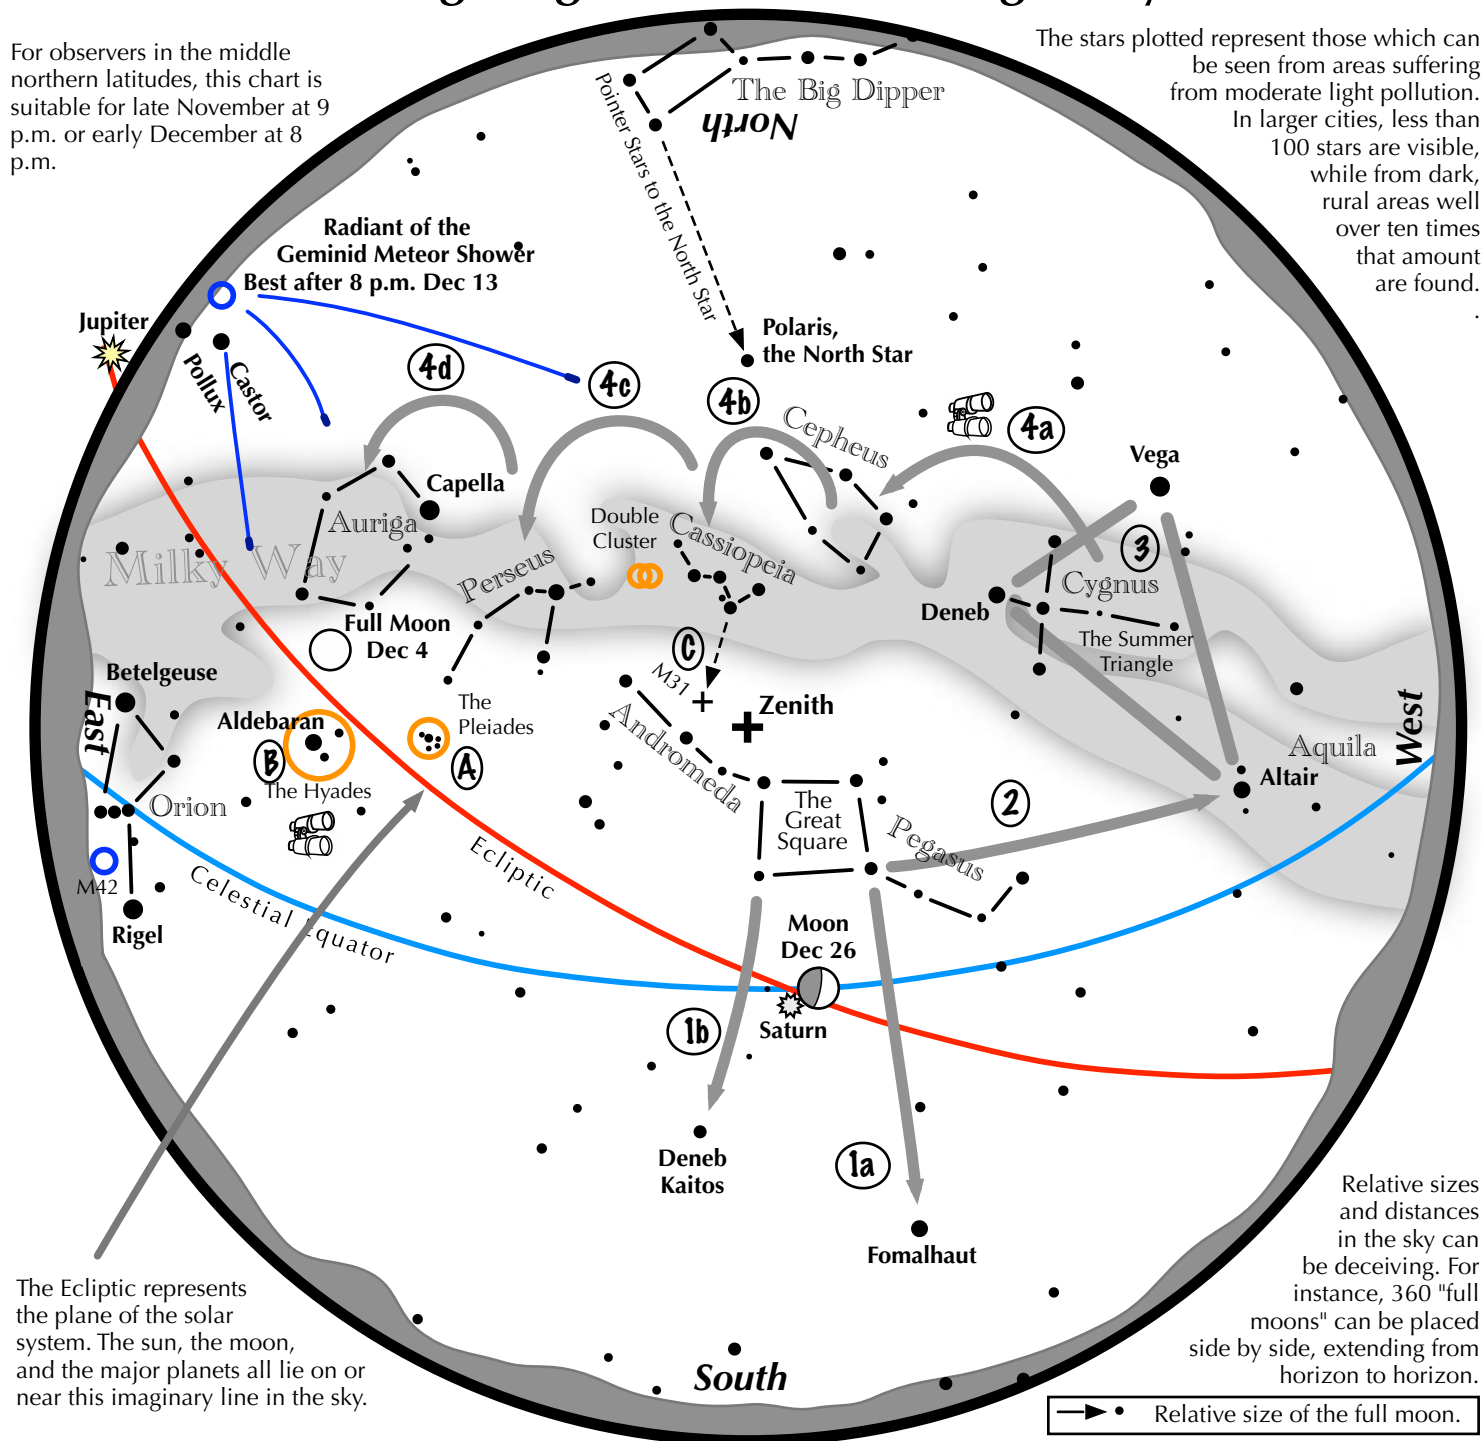 For observers in the middle
northern latitudes, this chart is
suitable for late November at 9
p.m. or early December at 8
p.m.
The stars plotted represent those which can
be seen from areas suffering
from moderate light pollution.
In larger cities, less than
100 stars are visible,
while from dark,
rural areas well
over ten times
that amount
are found.
.
The Big Dipper
North
Pointer Stars to the North Star
Radiant of the
Geminid Meteor Shower
Best after 8 p.m. Dec 13
Jupiter
Pollux
Castor
Polaris,
the North Star
4d
4c
4b
4a
Cepheus
Vega
Capella
Auriga
Double
Cluster
Cassiopeia
3
Milky Way
Perseus
Cygnus
Deneb
Full Moon
Dec 4
The Summer
Triangle
C
M31
Betelgeuse
East
Aldebaran
The
Pleiades
Zenith
West
B
A
Andromeda
Aquila
Altair
The Hyades
Orion
The
Great
Square
2
Pegasus
Ecliptic
M42
Celestial Equator
Rigel
Moon
Dec 26
Saturn
1b
1a
Deneb
Kaitos
Fomalhaut
The Ecliptic represents
the plane of the solar
system. The sun, the moon,
and the major planets all lie on or
near this imaginary line in the sky.
Relative sizes
and distances
in the sky can
be deceiving. For
instance, 360 "full
moons" can be placed
side by side, extending from
horizon to horizon.
South
Relative size of the full moon.